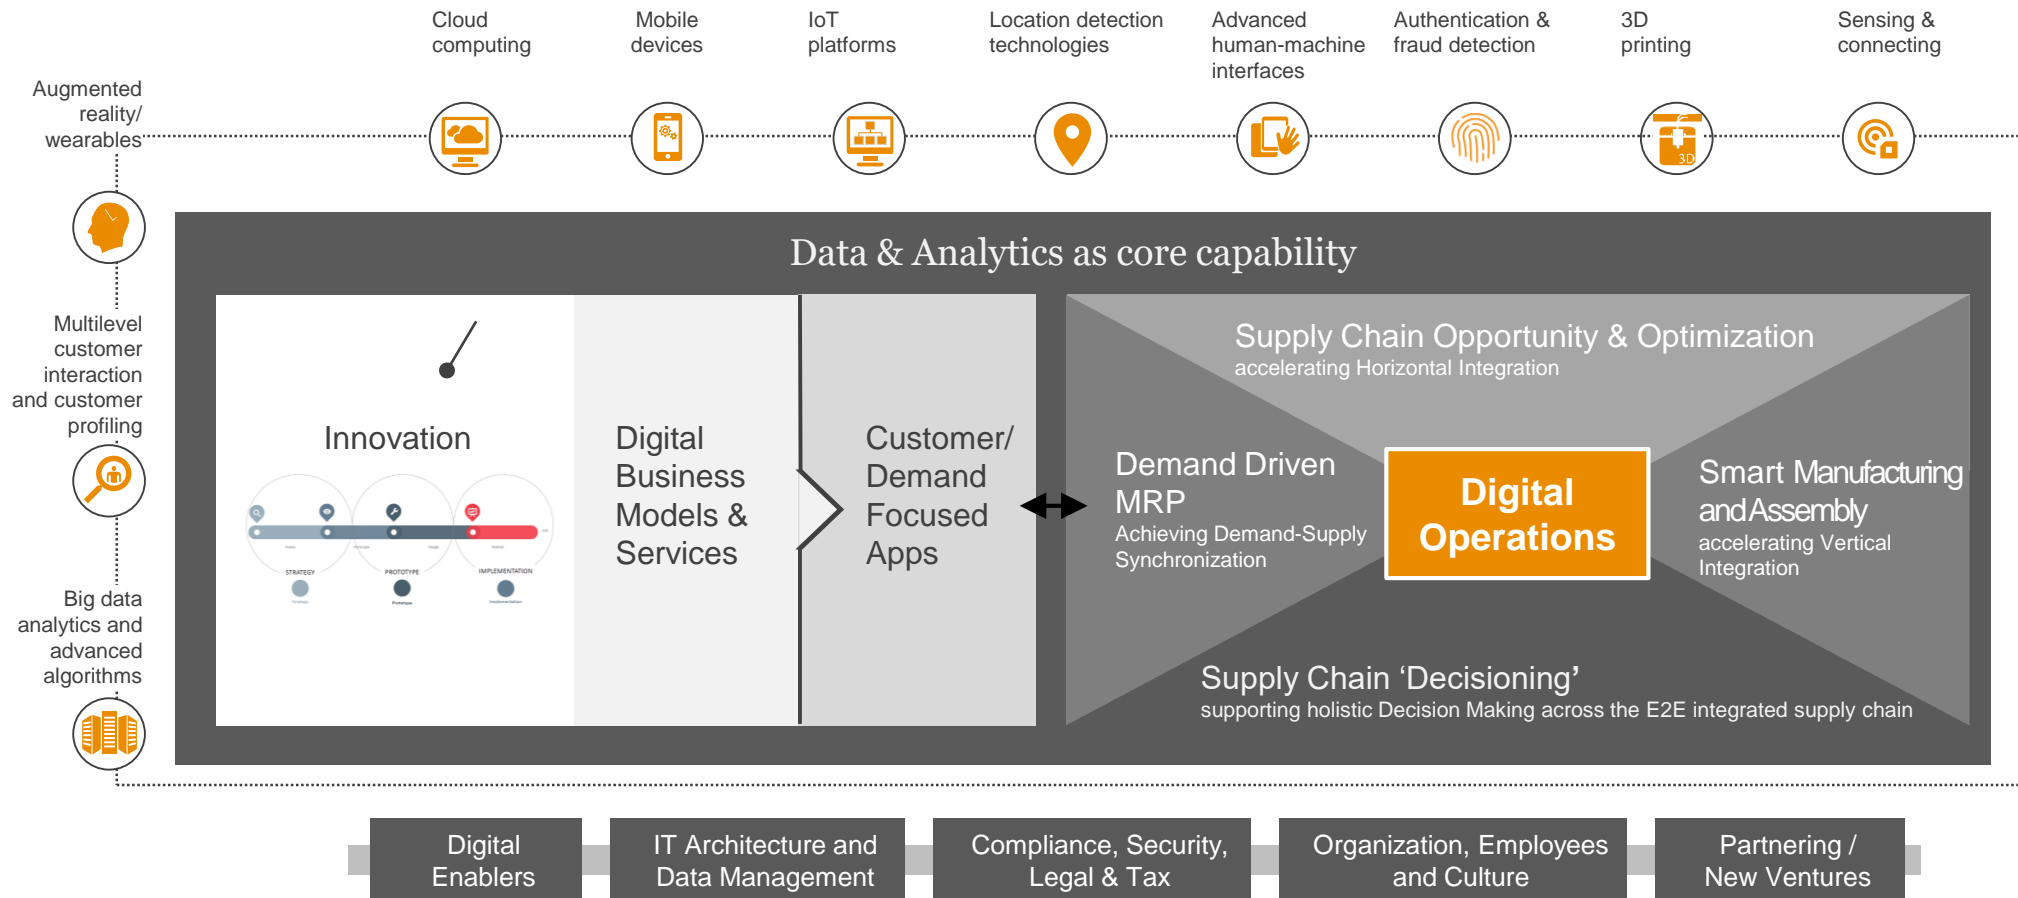 Cloud
computing
Mobile
devices
IoT
platforms
Location detection
technologies
Advanced
human-machine
interfaces
Authentication &
fraud detection
3D
printing
Sensing &
connecting
Augmented
reality/
wearables
3D
Multilevel
customer
interaction
and customer
profiling
Big data
analytics and
advanced
algorithms
Data & Analytics as core capability
Innovation
STRATEGY
PROTOTYPE
IMPLEMENTATION
Strategy
Prototype
Implementation
Digital
Business
Models &
Services
Customer/
Demand
Focused
Apps
Supply Chain Opportunity & Optimization
accelerating Horizontal Integration
Demand Driven
MRP
Achieving Demand-Supply
Synchronization
Digital
Operations
Smart Manufacturing
and Assembly
accelerating Vertical
Integration
Supply Chain ‘Decisioning’
supporting holistic Decision Making across the E2E integrated supply chain
Digital
Enablers
IT Architecture and
Data Management
Compliance, Security,
Legal & Tax
Organization, Employees
and Culture
Partnering /
New Ventures